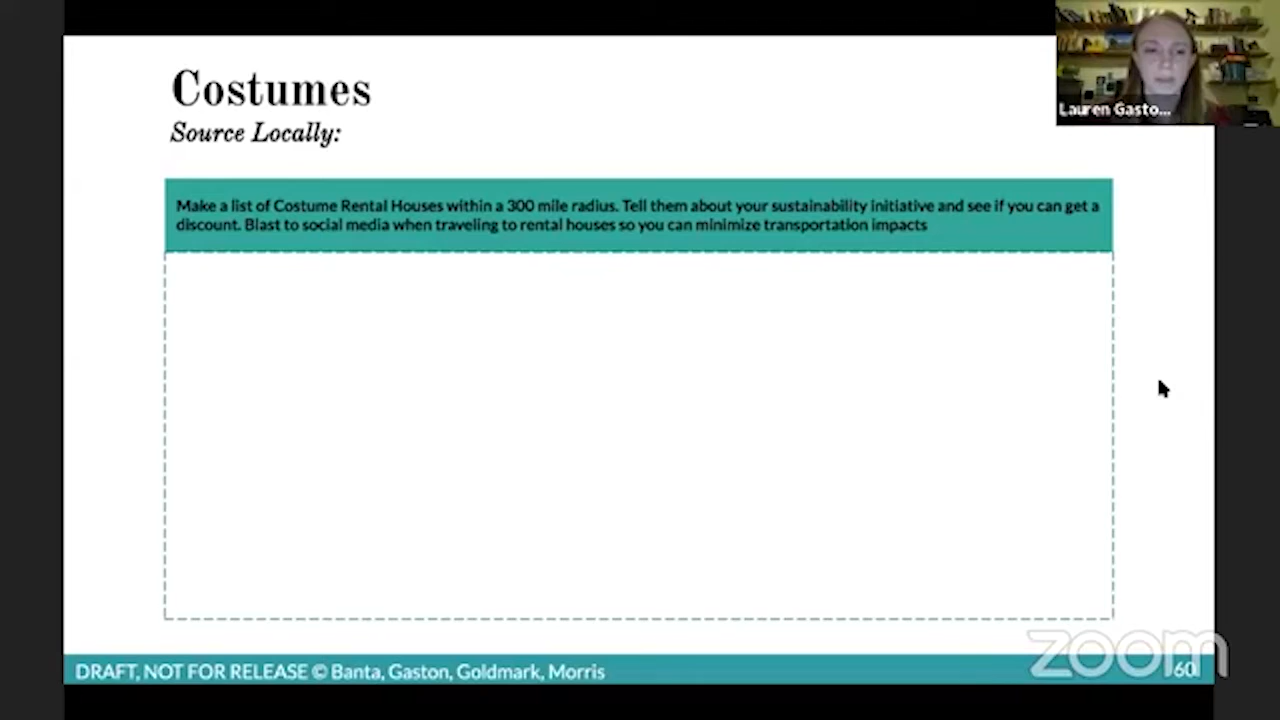 Costumes
Source Locally:
Lauren Gasto...
Make a list of Costume Rental Houses within a 300 mile radius. Tell them about your sustainability initiative and see if you can get a
discount. Blast to social media when traveling to rental houses so you can minimize transportation impacts
DRAFT, NOT FOR RELEASE © Banta, Gaston, Goldmark, Morris
60
zoom